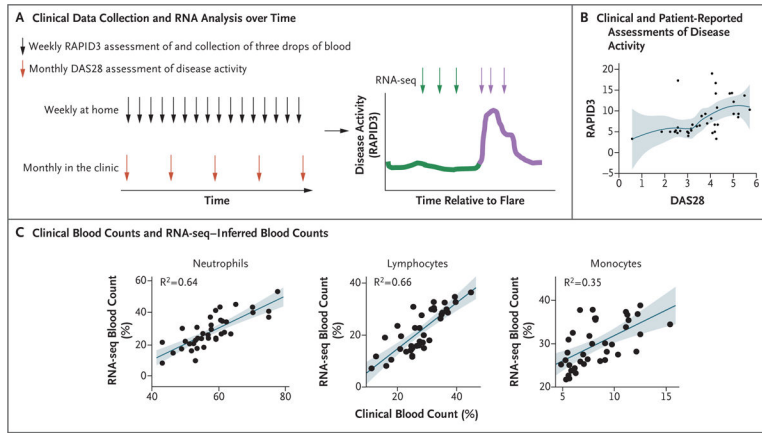 A Clinical Data Collection and RNA Analysis over Time
Weekly RAPID3 assessment of and collection of three drops of blood
Monthly DAS28 assessment of disease activity
Weekly at home
Monthly in the clinic
Time
RNA-seq
Disease Activity
(RAPID3)
Time Relative to Flare
B Clinical and Patient-Reported
Assessments of Disease
Activity
RAPID3
20
15
10
5
0
−5
0 1 2 3 4 5 6
DAS28
C Clinical Blood Counts and RNA-seq–Inferred Blood Counts
Neutrophils
R²=0.64
RNA-seq Blood Count
(%)
60
40
20
0
40 60 80
Lymphocytes
R²=0.66
RNA-seq Blood Count
(%)
40
20
0
0 20 40 60
Monocytes
R²=0.35
RNA-seq Blood Count
(%)
40
30
20
5 10 15
Clinical Blood Count (%)